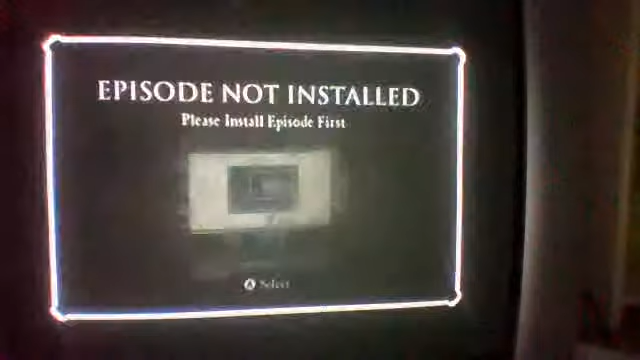 EPISODE NOT INSTALLED
Please Install Episode First
A Select